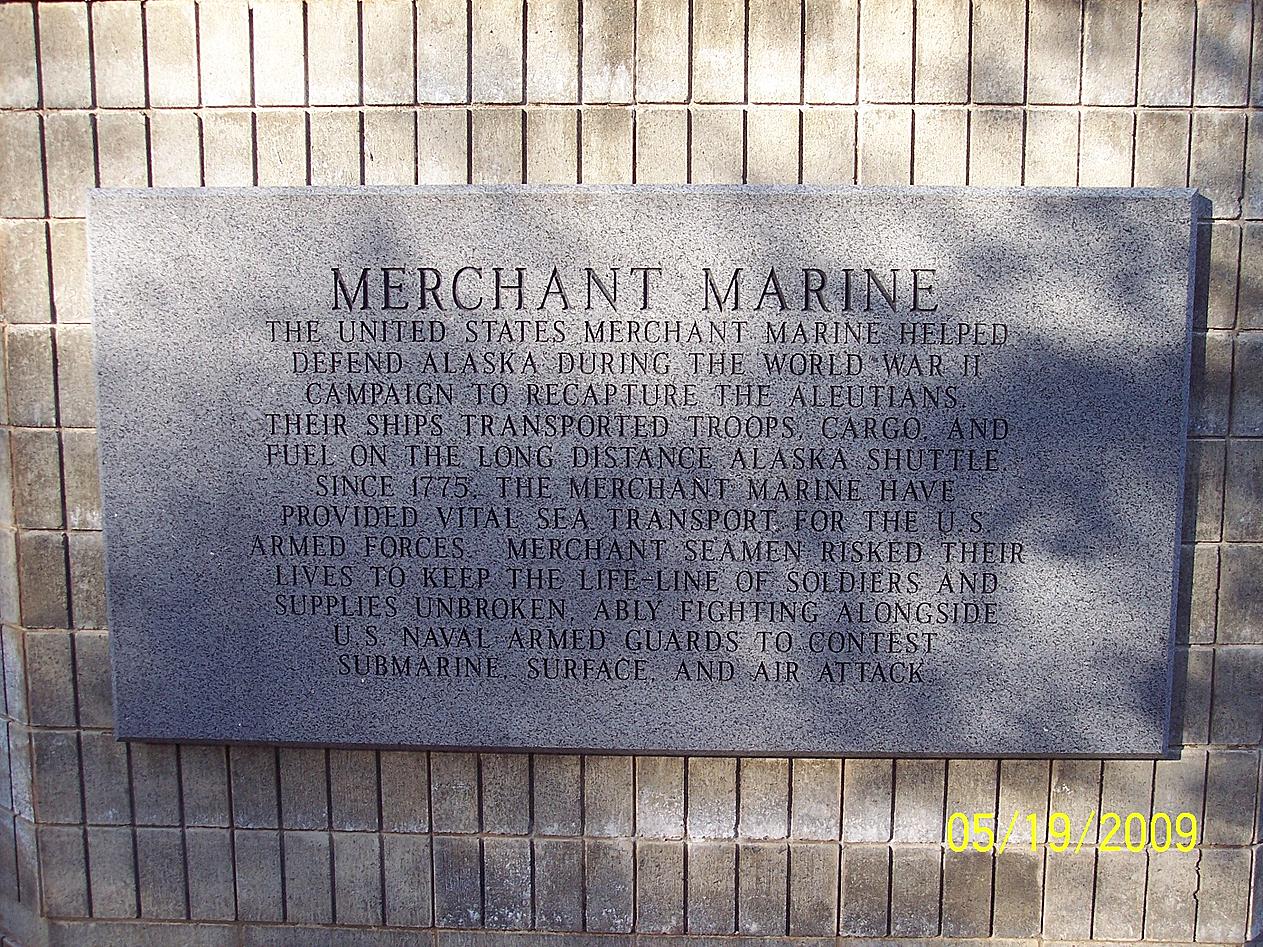 MERCHANT MARINE
THE UNITED STATES MERCHANT MARINE HELPED
DEFEND ALASKA DURING THE WORLD WAR II
CAMPAIGN TO RECAPTURE THE ALEUTIANS.
THEIR SHIPS TRANSPORTED TROOPS, CARGO, AND
FUEL ON THE LONG DISTANCE ALASKA SHUTTLE.
SINCE 1775, THE MERCHANT MARINE HAVE
PROVIDED VITAL SEA TRANSPORT FOR THE U.S.
ARMED FORCES. MERCHANT SEAMEN RISKED THEIR
LIVES TO KEEP THE LIFE-LINE OF SOLDIERS AND
SUPPLIES UNBROKEN, ABLY FIGHTING ALONGSIDE
U.S. NAVAL ARMED GUARDS TO CONTEST
SUBMARINE, SURFACE, AND AIR ATTACK.
05/19/2009